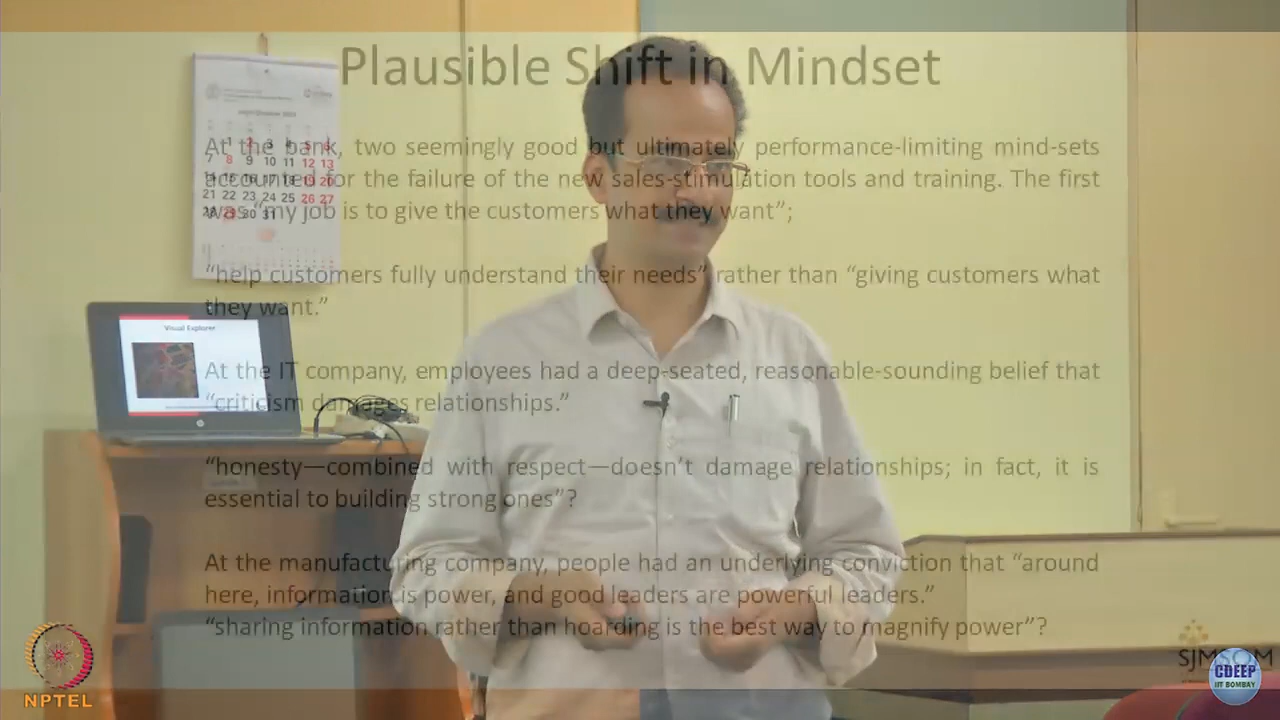 Plausible Shift in Mindset
At the bank, two seemingly good but ultimately performance-limiting mind-sets
accounted for the failure of the new sales-stimulation tools and training. The first
was “my job is to give the customers what they want”;
“help customers fully understand their needs” rather than “giving customers what
they want.”
At the IT company, employees had a deep-seated, reasonable-sounding belief that
“criticism damages relationships.”
“honesty—combined with respect—doesn’t damage relationships; in fact, it is
essential to building strong ones”?
At the manufacturing company, people had an underlying conviction that “around
here, information is power, and good leaders are powerful leaders.”
“sharing information rather than hoarding is the best way to magnify power”?
Visual Explorer
NPTEL
SJMSOM
CDEEP
IIT BOMBAY